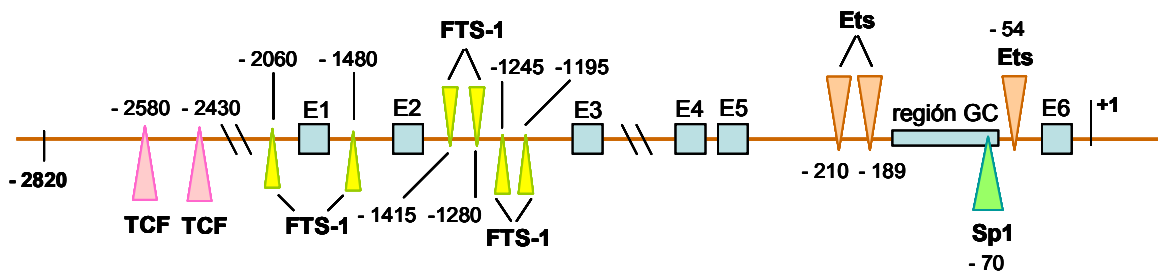 Ets
- 54
FTS-1
Ets
- 2060
- 1480
-1245
-1195
- 2580
- 2430
E1
E2
E3
E4
E5
región GC
E6
+1
- 2820
- 210
- 189
TCF
TCF
FTS-1
- 1415
-1280
FTS-1
Sp1
- 70